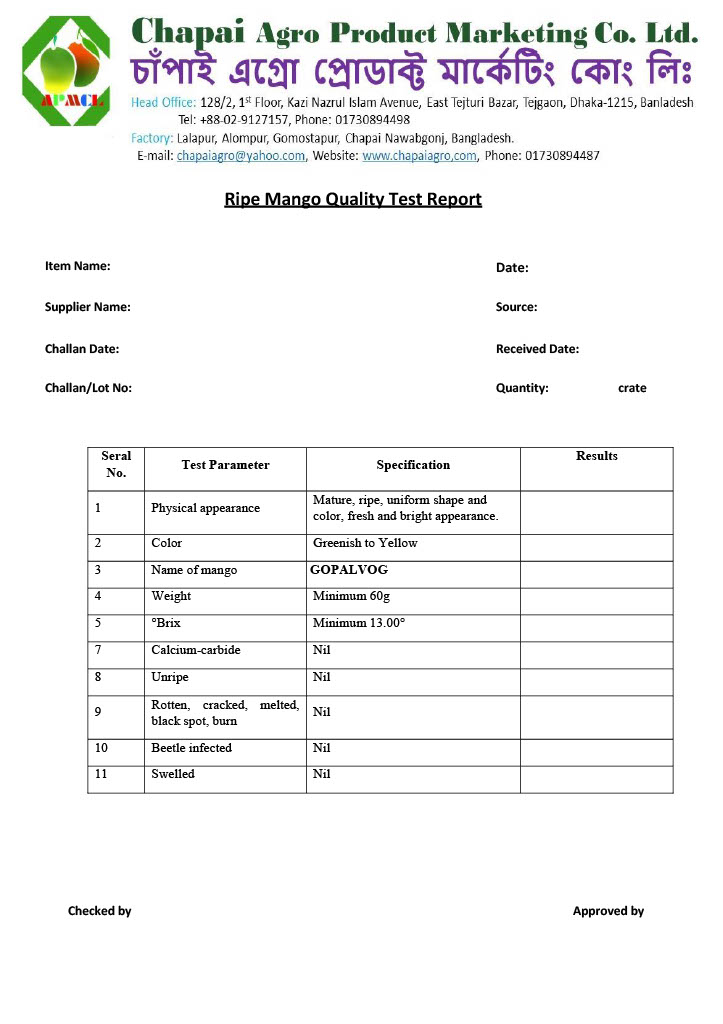 APMCL
Chapai Agro Product Marketing Co. Ltd.
চাঁপাই এগ্রো প্রোডাক্ট মার্কেটিং কোং লিঃ
Head Office: 128/2, 1st Floor, Kazi Nazrul Islam Avenue, East Tejturi Bazar, Tejgaon, Dhaka-1215, Banladesh
Tel: +88-02-9127157, Phone: 01730894498
Factory: Lalapur, Alompur, Gomostapur, Chapai Nawabgonj, Bangladesh.
E-mail: chapaiagro@yahoo.com, Website: www.chapaiagro,com, Phone: 01730894487
Ripe Mango Quality Test Report
Item Name: Date:
Supplier Name: Source:
Challan Date: Received Date:
Challan/Lot No: Quantity: crate
Seral No. Test Parameter Specification Results
1 Physical appearance Mature, ripe, uniform shape and color, fresh and bright appearance.
2 Color Greenish to Yellow
3 Name of mango GOPALVOG
4 Weight Minimum 60g
5 °Brix Minimum 13.00°
7 Calcium-carbide Nil
8 Unripe Nil
9 Rotten, cracked, melted, black spot, burn Nil
10 Beetle infected Nil
11 Swelled Nil
Checked by Approved by